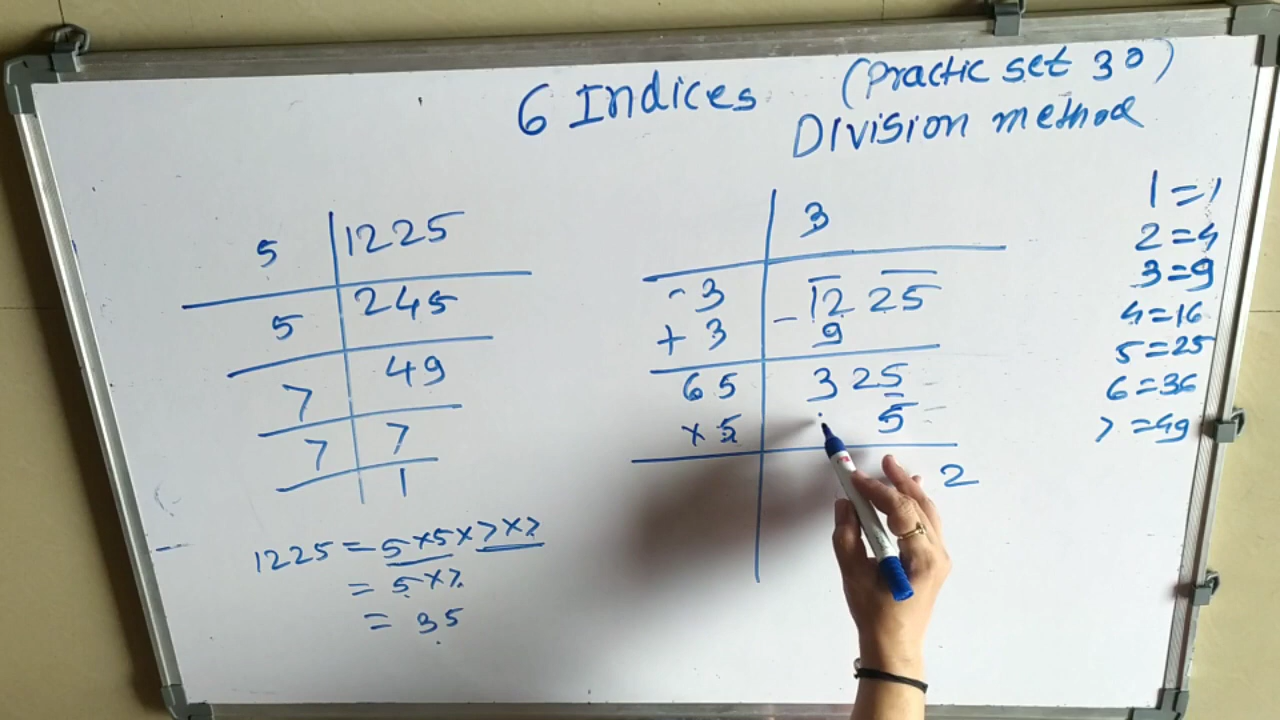 6 Indices (Practic set 30)
Division method
5 | 1225
5 | 245
7 | 49
7 | 7
1
1225 = 5×5×7×7
= 5×7
= 35
3
-3 | 12 25
+ 3 | - 9
65 | 325
×5 | 5
2
1=1
2=4
3=9
4=16
5=25
6=36
7=49